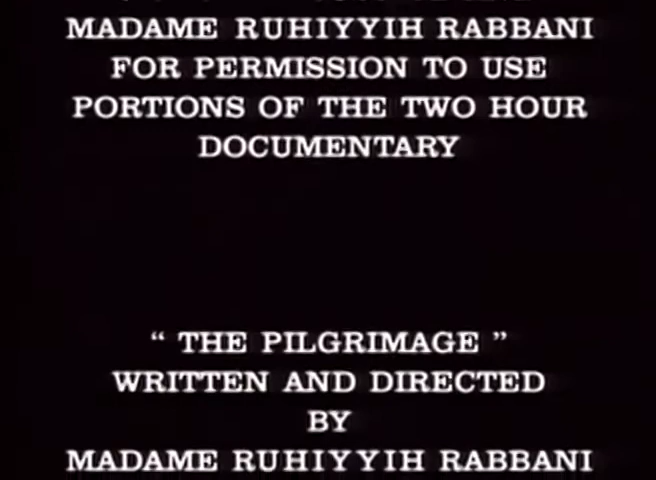 MADAME RUHIYYIH RABBANI
FOR PERMISSION TO USE
PORTIONS OF THE TWO HOUR
DOCUMENTARY
“ THE PILGRIMAGE ”
WRITTEN AND DIRECTED
BY
MADAME RUHIYYIH RABBANI